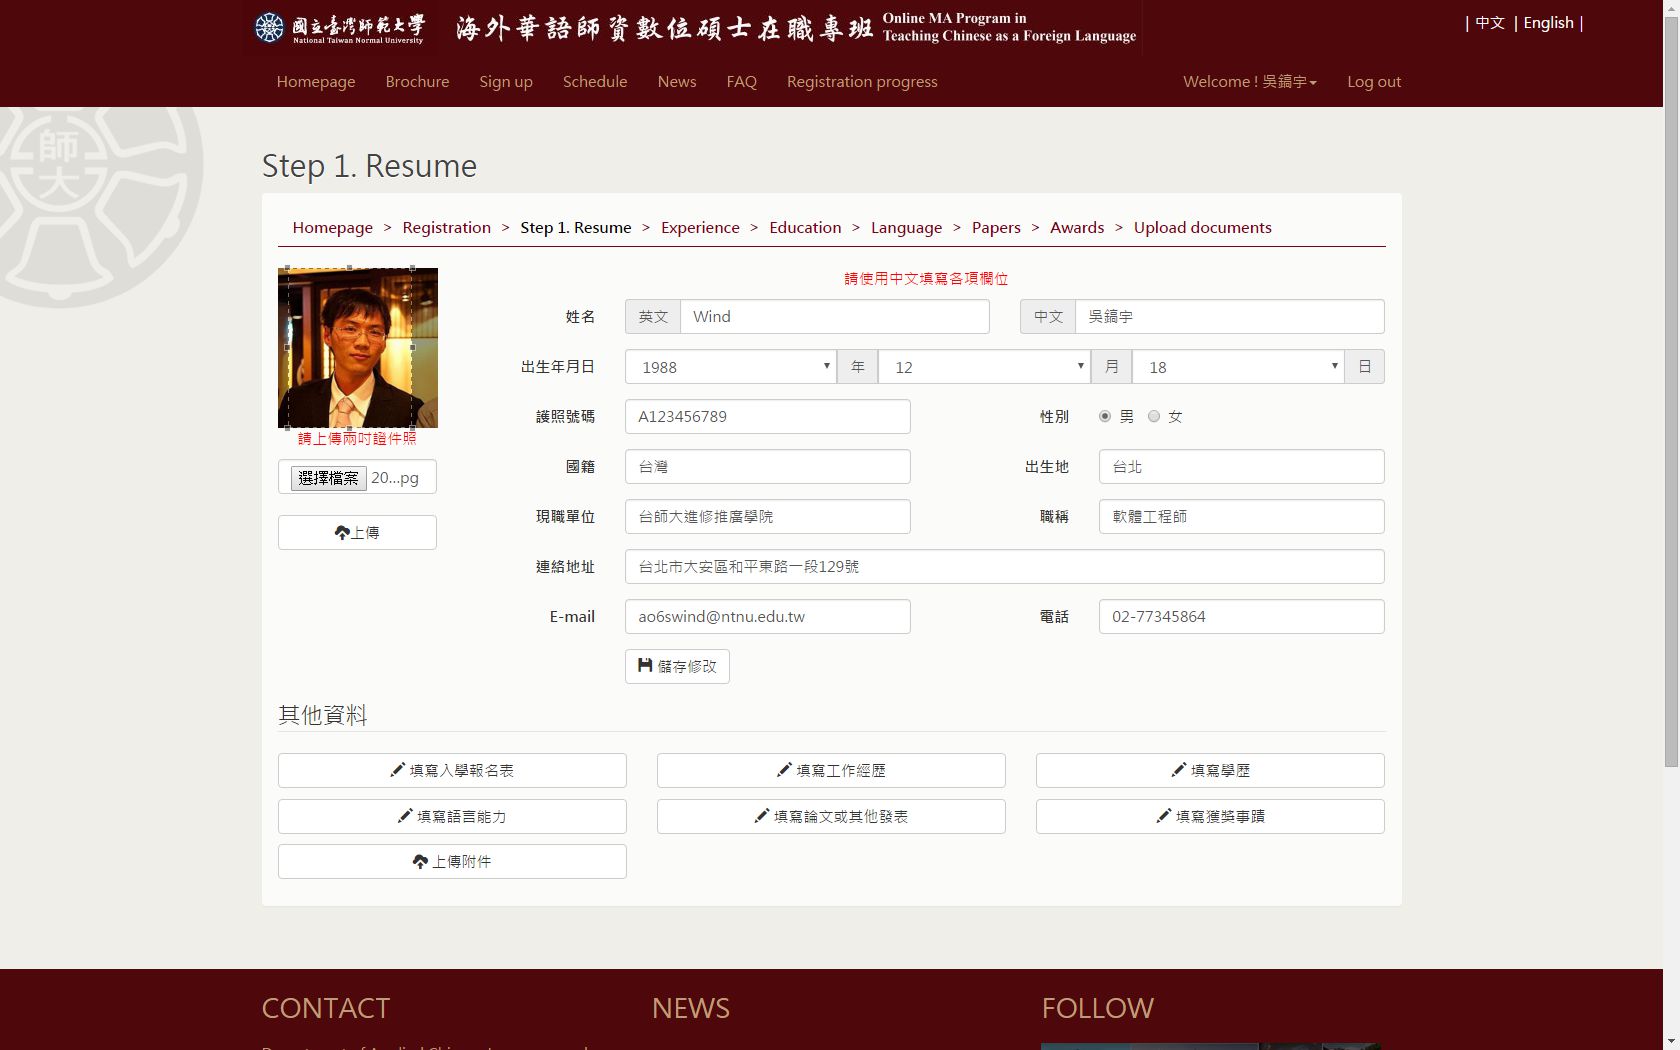 國立臺灣師範大學
National Taiwan Normal University
海外華語師資數位碩士在職專班
Online MA Program in
Teaching Chinese as a Foreign Language
| 中文 | English |
Homepage Brochure Sign up Schedule News FAQ Registration progress Welcome ! 吳鎬宇 Log out
師大
Step 1. Resume
Homepage > Registration > Step 1. Resume > Experience > Education > Language > Papers > Awards > Upload documents
請使用中文填寫各項欄位
姓名 英文 Wind 中文 吳鎬宇
出生年月日 1988 年 12 月 18 日
護照號碼 A123456789 性別 男 女
請上傳兩吋證件照
國籍 台灣 出生地 台北
選擇檔案 20...pg
現職單位 台師大進修推廣學院 職稱 軟體工程師
上傳
連絡地址 台北市大安區和平東路一段129號
E-mail ao6swind@ntnu.edu.tw 電話 02-77345864
儲存修改
其他資料
填寫入學報名表 填寫工作經歷 填寫學歷
填寫語言能力 填寫論文或其他發表 填寫獲獎事蹟
上傳附件
CONTACT NEWS FOLLOW